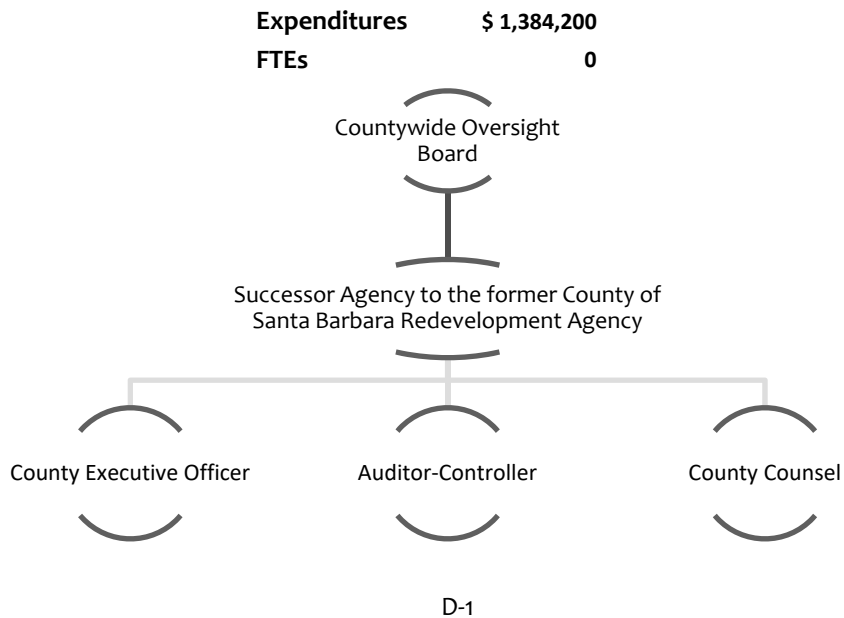 Expenditures $ 1,384,200
FTEs 0
Countywide Oversight
Board
Successor Agency to the former County of
Santa Barbara Redevelopment Agency
County Executive Officer
Auditor-Controller
County Counsel
D-1